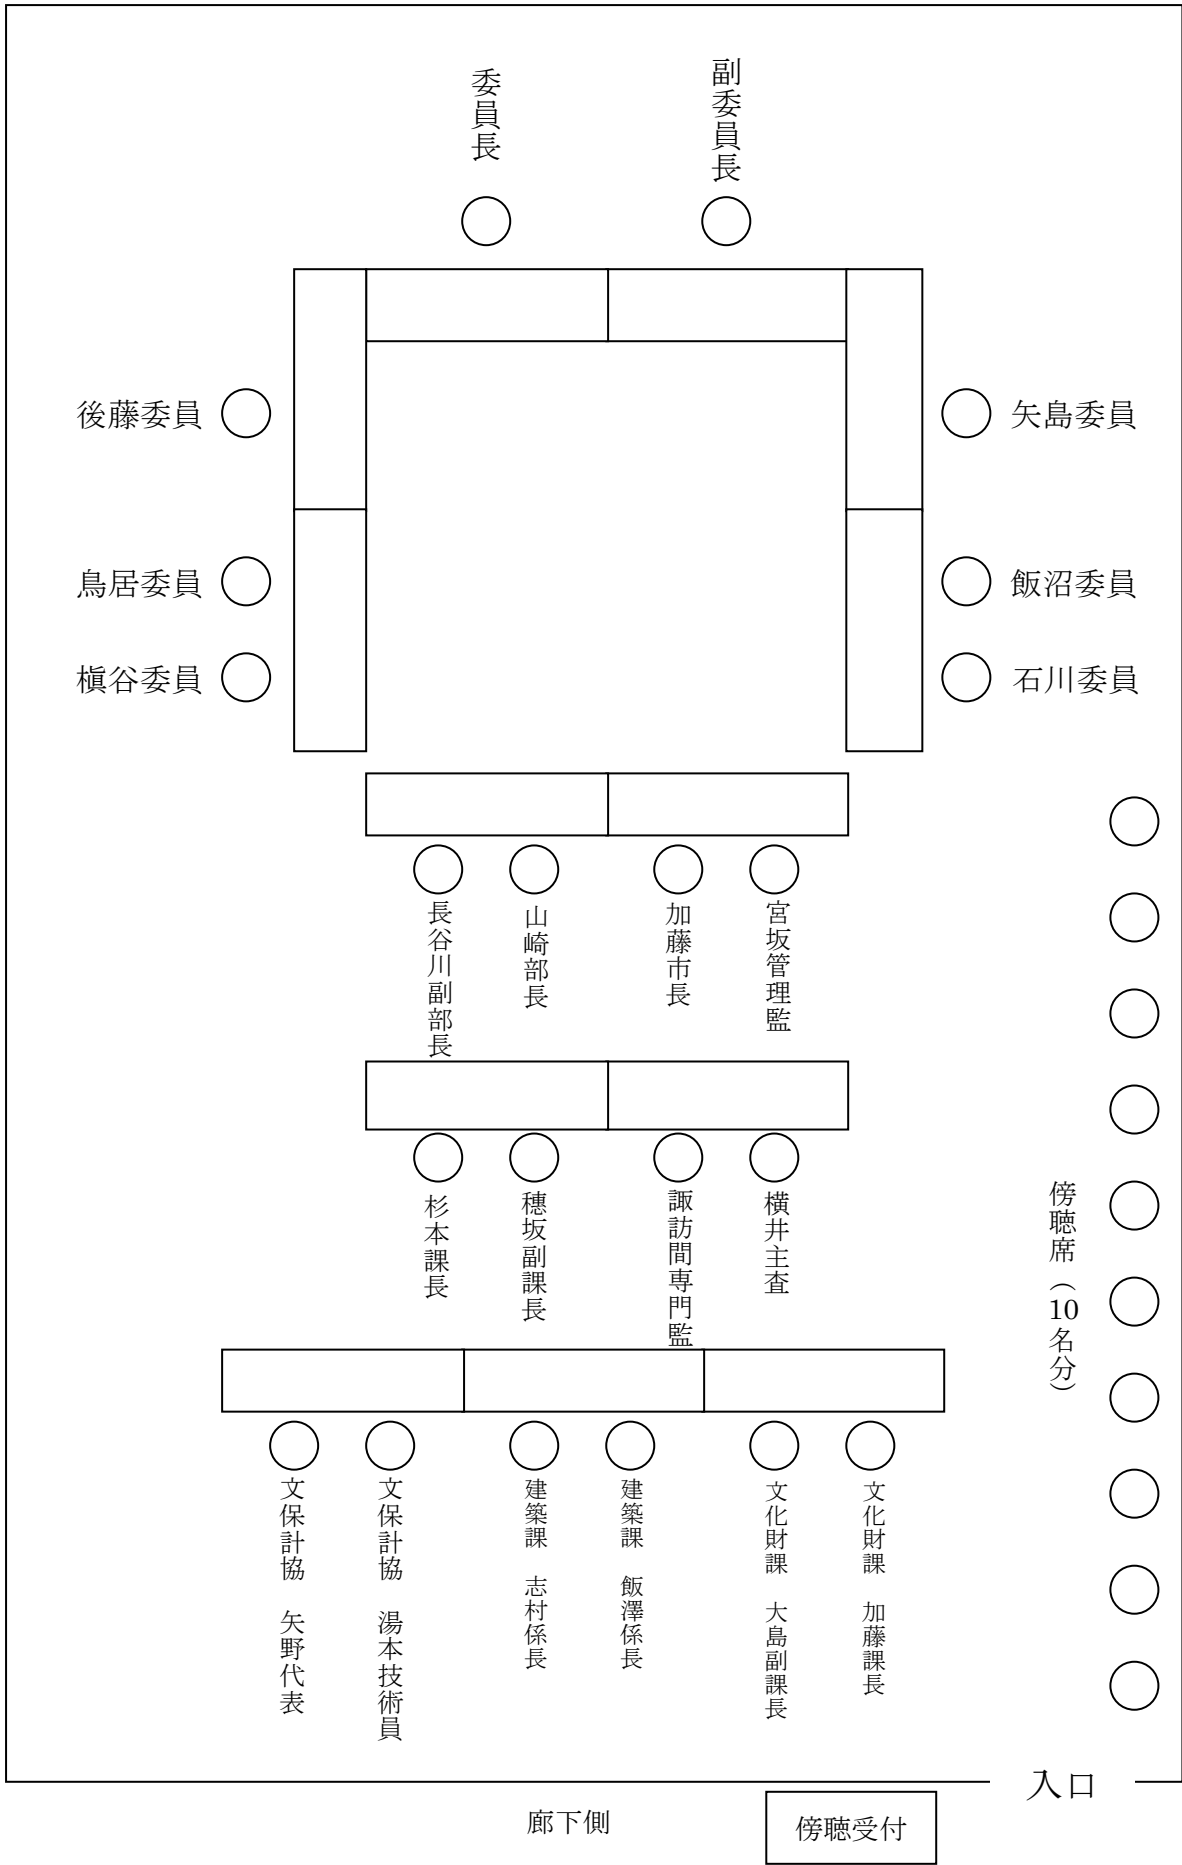 委員長
副委員長
後藤委員
矢島委員
鳥居委員
飯沼委員
槇谷委員
石川委員
長谷川副部長
山崎部長
加藤市長
宮坂管理監
杉本課長
穂坂副課長
諏訪間専門監
横井主査
傍聴席（10名分）
文保計協 矢野代表
文保計協 湯本技術員
建築課 志村係長
建築課 飯澤係長
文化財課 大島副課長
文化財課 加藤課長
入口
廊下側
傍聴受付